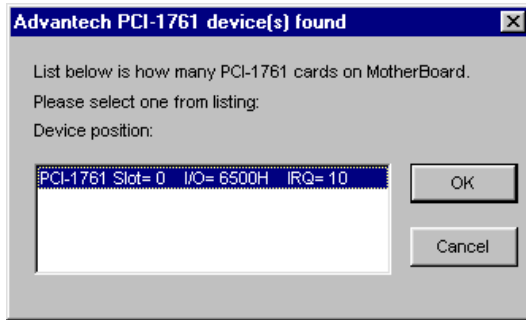 Advantech PCI-1761 device(s) found
List below is how many PCI-1761 cards on MotherBoard.
Please select one from listing:
Device position:
PCI-1761 Slot= 0 I/O= 6500H IRQ= 10
OK
Cancel